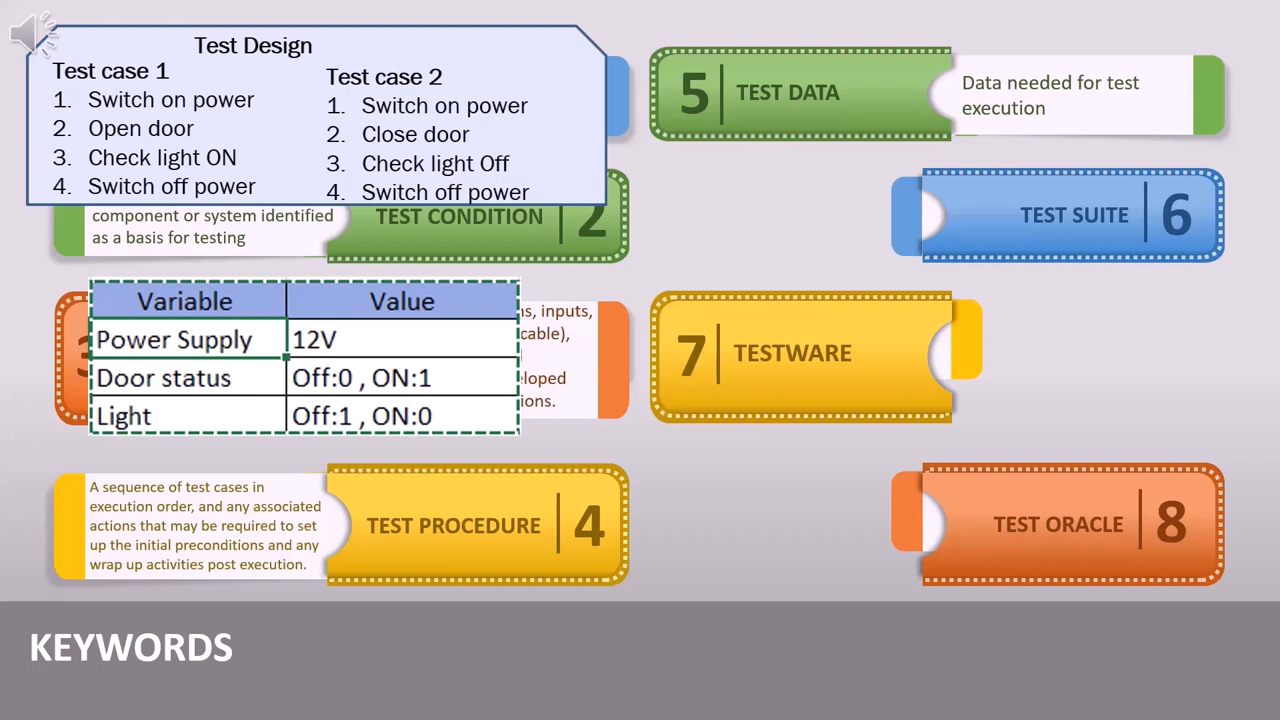 Test Design
Test case 1
1. Switch on power
2. Open door
3. Check light ON
4. Switch off power
Test case 2
1. Switch on power
2. Close door
3. Check light Off
4. Switch off power
component or system identified
as a basis for testing
TEST CONDITION 2
Variable Value
Power Supply 12V
Door status Off:0 , ON:1
Light Off:1 , ON:0
inputs,
A sequence of test cases in
execution order, and any associated
actions that may be required to set
up the initial preconditions and any
wrap up activities post execution.
TEST PROCEDURE 4
5 TEST DATA
Data needed for test
execution
TEST SUITE 6
7 TESTWARE
TEST ORACLE 8
KEYWORDS